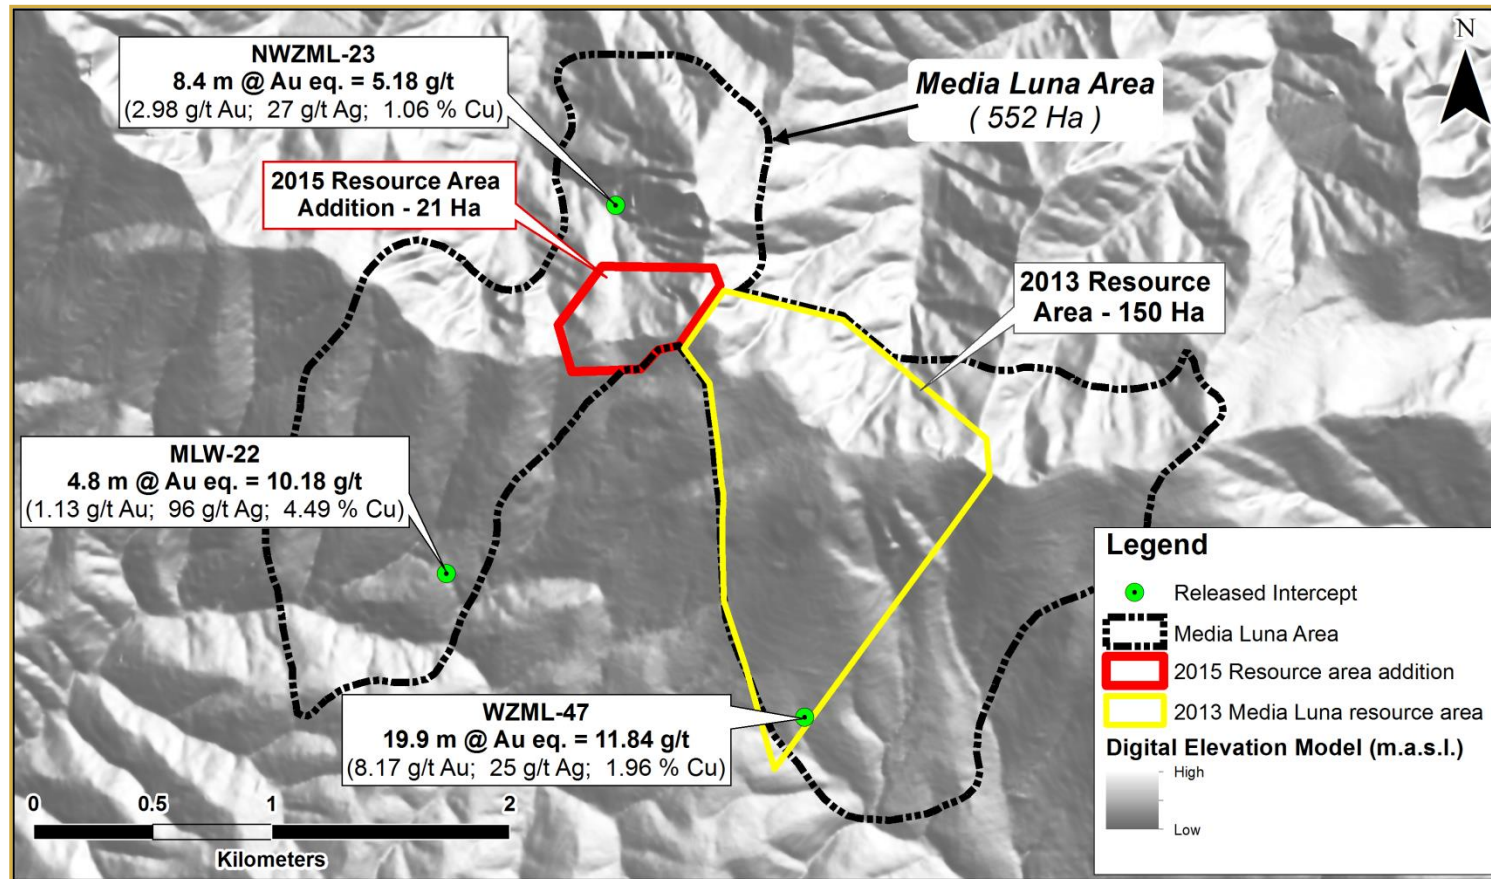 NWZML-23
8.4 m @ Au eq. = 5.18 g/t
(2.98 g/t Au; 27 g/t Ag; 1.06 % Cu)
Media Luna Area
( 552 Ha )
N
2015 Resource Area
Addition - 21 Ha
2013 Resource
Area - 150 Ha
MLW-22
4.8 m @ Au eq. = 10.18 g/t
(1.13 g/t Au; 96 g/t Ag; 4.49 % Cu)
WZML-47
19.9 m @ Au eq. = 11.84 g/t
(8.17 g/t Au; 25 g/t Ag; 1.96 % Cu)
Legend
Released Intercept
Media Luna Area
2015 Resource area addition
2013 Media Luna resource area
Digital Elevation Model (m.a.s.l.)
High
Low
0 0.5 1 2
Kilometers